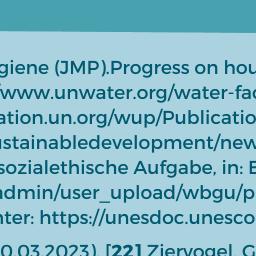 giene (JMP).Progress on hou
/www.unwater.org/water-fac
ation.un.org/wup/Publicatio
ustainabledevelopment/new
sozialethische Aufgabe, in: B
admin/user_upload/wbgu/p
nter: https://unesdoc.unesco
0.03.2023). [22] Ziervogel, G